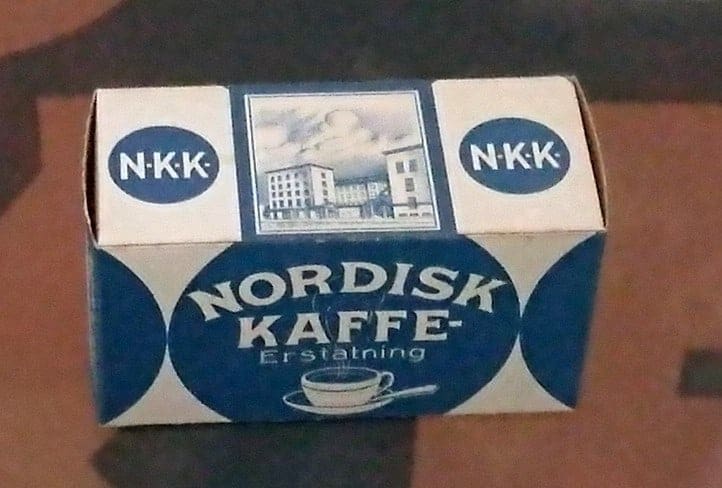 N·K·K·
N·K·K·
NORDISK
KAFFE-
Erstatning